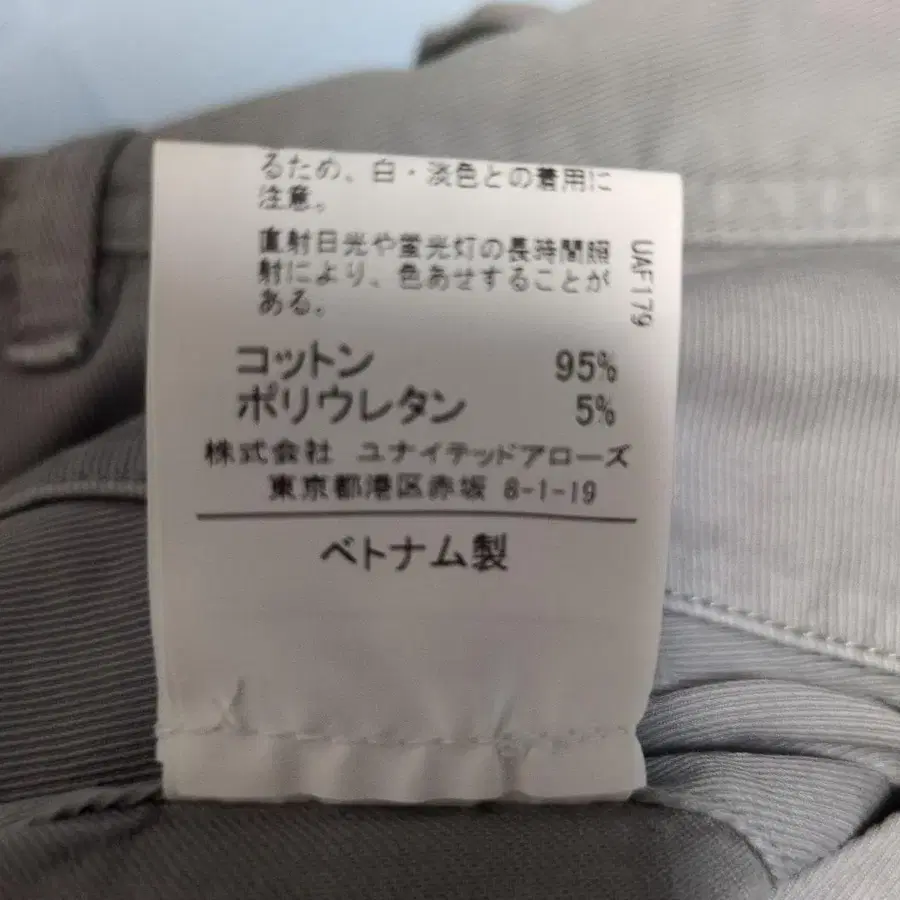 るため、白・淡色との着用に
注意。
直射日光や蛍光灯の長時間照
射により、色あせすることが
ある。
コットン 95%
ポリウレタン 5%
株式会社 ユナイテッドアローズ
東京都港区赤坂 8-1-19
ベトナム製
UAF179